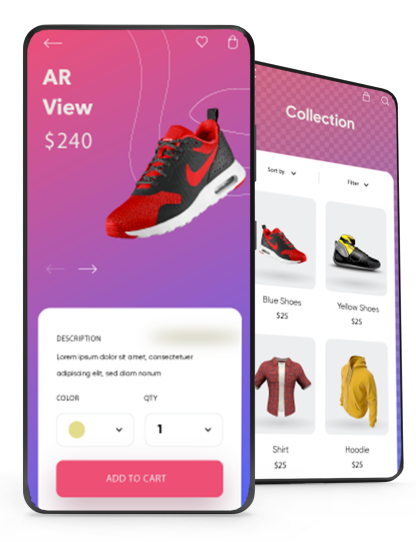 AR
View
$240
DESCRIPTION
Lorem ipsum dolor sit amet, consectetuer
adipiscing elit, sed diam nonum
COLOR QTY
1
ADD TO CART
Collection
Sort by Filter
Blue Shoes Yellow Shoes
$25 $25
Shirt Hoodie
$25 $25